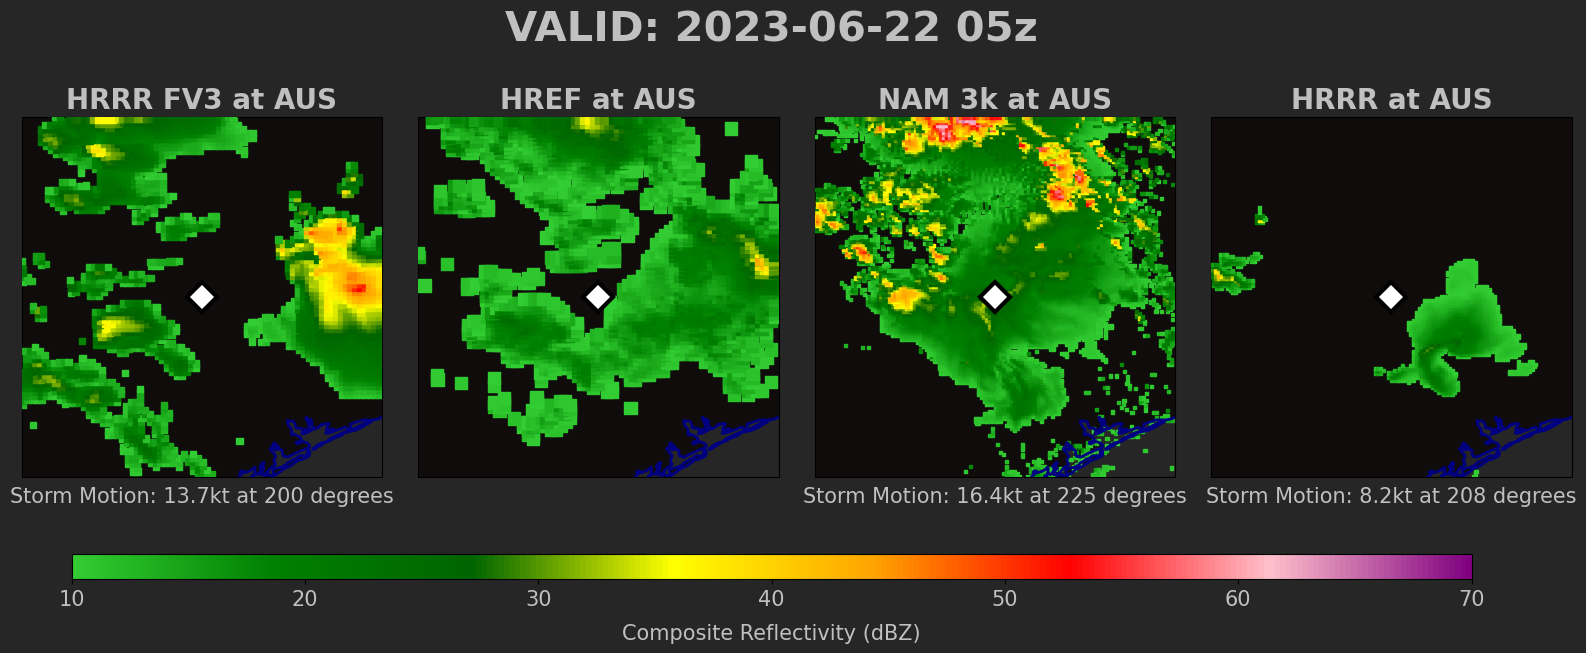 VALID: 2023-06-22 05z
HRRR FV3 at AUS
HREF at AUS
NAM 3k at AUS
HRRR at AUS
Storm Motion: 13.7kt at 200 degrees
Storm Motion: 16.4kt at 225 degrees
Storm Motion: 8.2kt at 208 degrees
10 20 30 40 50 60 70
Composite Reflectivity (dBZ)